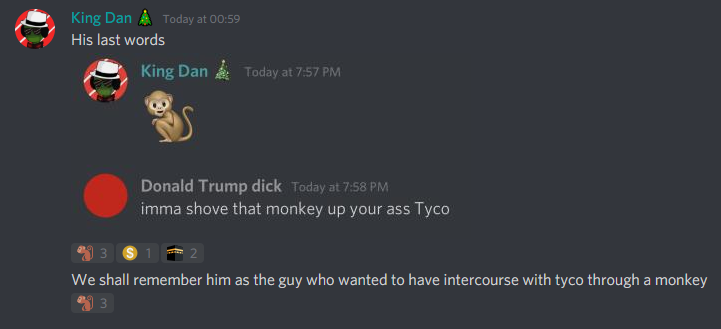 King Dan🎄 Today at 00:59
His last words
King Dan🎄 Today at 7:57 PM
🐒
Donald Trump dick Today at 7:58 PM
imma shove that monkey up your ass Tyco
🐒 3 S 1 🕋 2
We shall remember him as the guy who wanted to have intercourse with tyco through a monkey
🐒 3